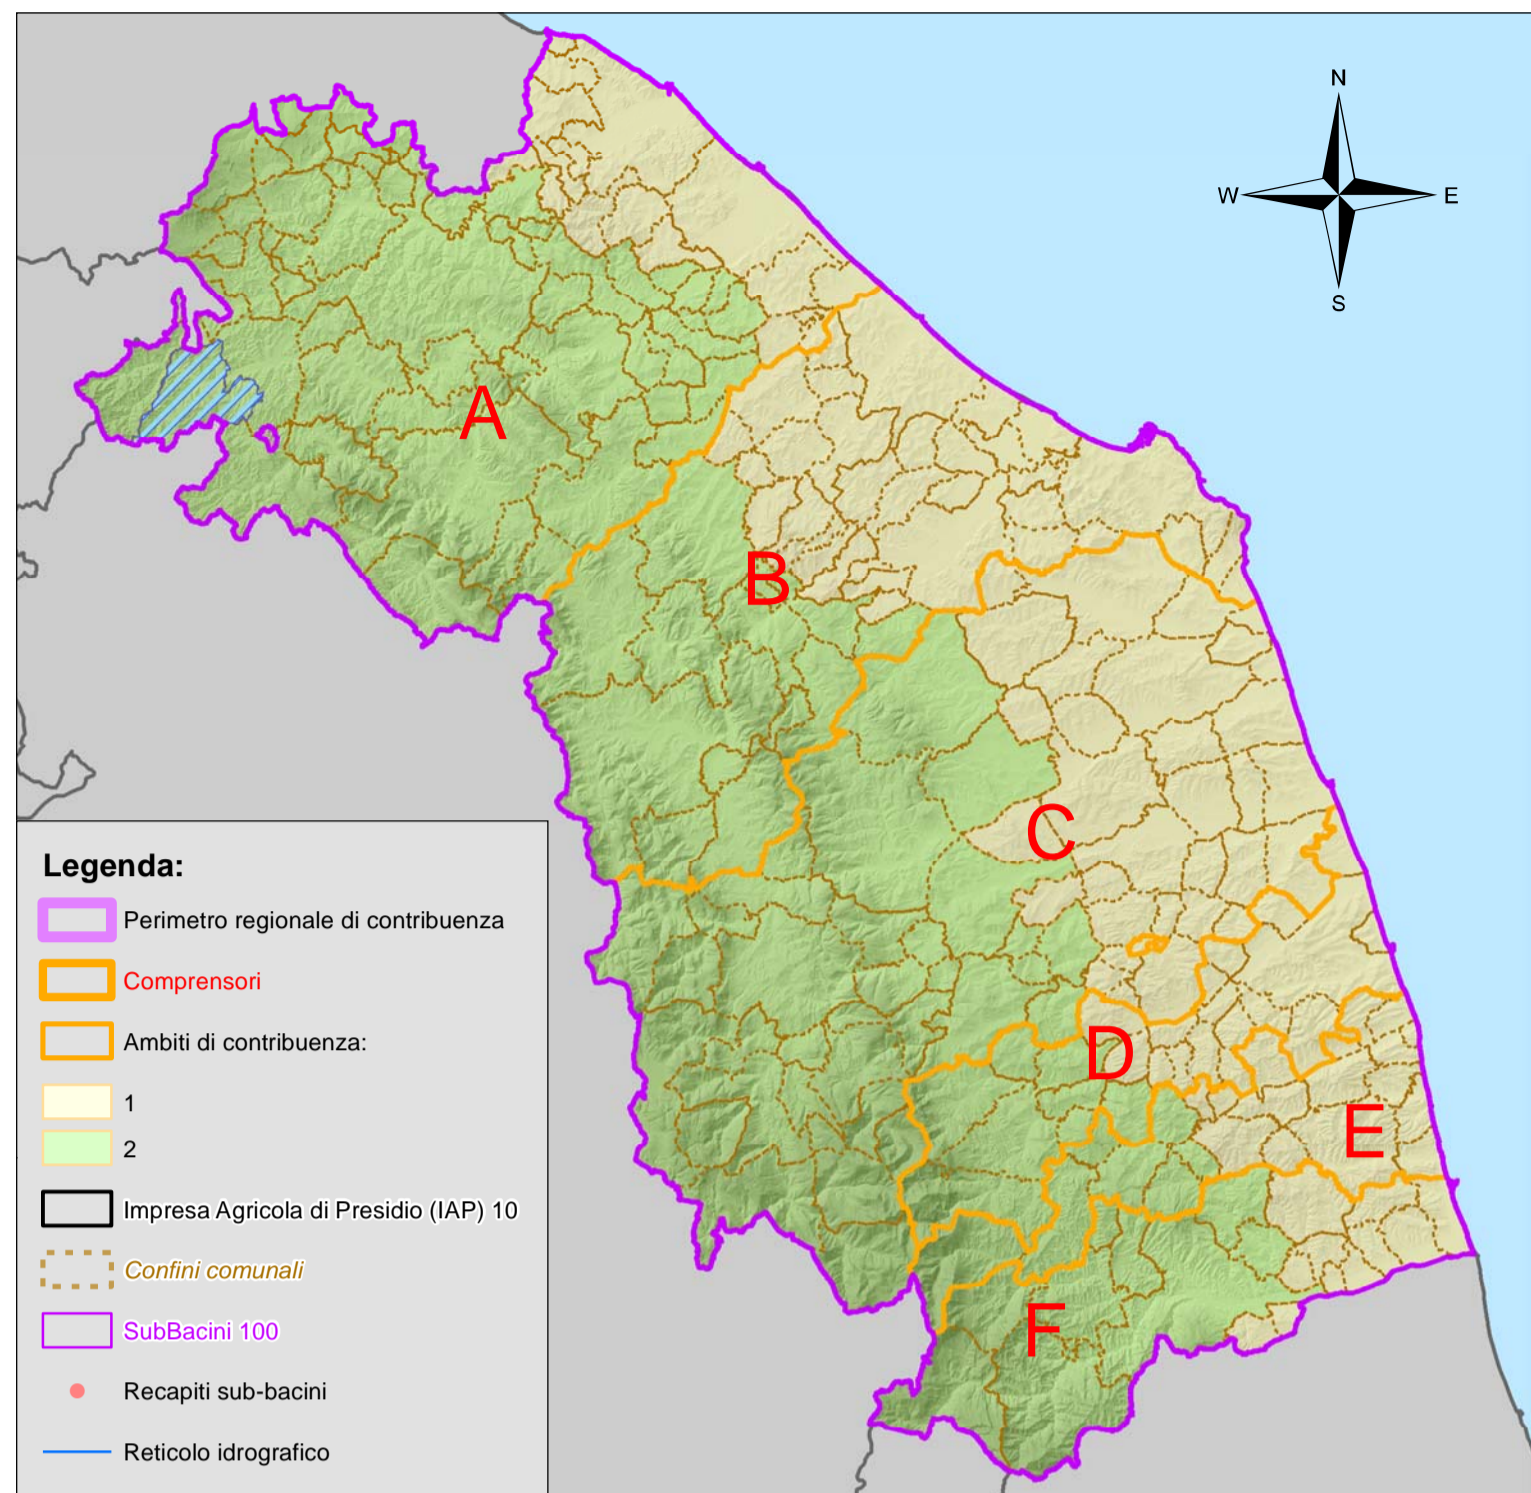 N
W
E
S
A
B
C
D
E
F
Legenda:
Perimetro regionale di contribuenza
Comprensori
Ambiti di contribuenza:
1
2
Impresa Agricola di Presidio (IAP) 10
Confini comunali
SubBacini 100
Recapiti sub-bacini
Reticolo idrografico